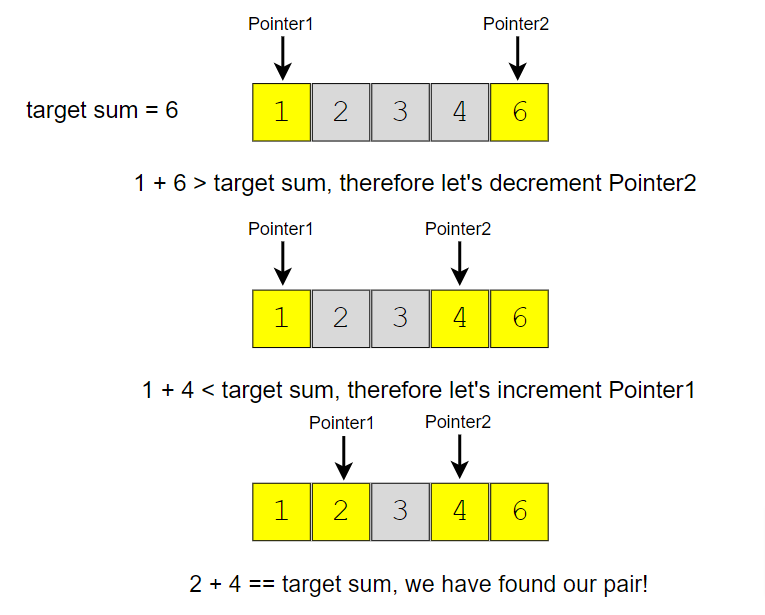 Pointer1 Pointer2
target sum = 6
1 2 3 4 6
1 + 6 > target sum, therefore let's decrement Pointer2
Pointer1 Pointer2
1 2 3 4 6
1 + 4 < target sum, therefore let's increment Pointer1
Pointer1 Pointer2
1 2 3 4 6
2 + 4 == target sum, we have found our pair!